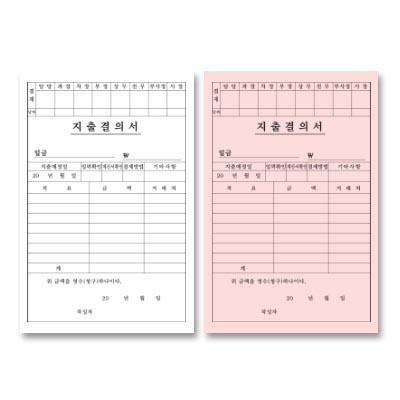 결재 담당 과장 차장 부장 상무 전무 부사장 사장
날짜
지출결의서
일금 ₩
지출예정일 입력확인 계산서확인 결제방법 기타사항
20 년 월 일
적요 금액 거래처
계
위 금액을 영수(청구)하나이다.
20 년 월 일
작성자
결재 담당 과장 차장 부장 상무 전무 부사장 사장
날짜
지출결의서
일금 ₩
지출예정일 입력확인 계산서확인 결제방법 기타사항
20 년 월 일
적요 금액 거래처
계
위 금액을 영수(청구)하나이다.
20 년 월 일
작성자